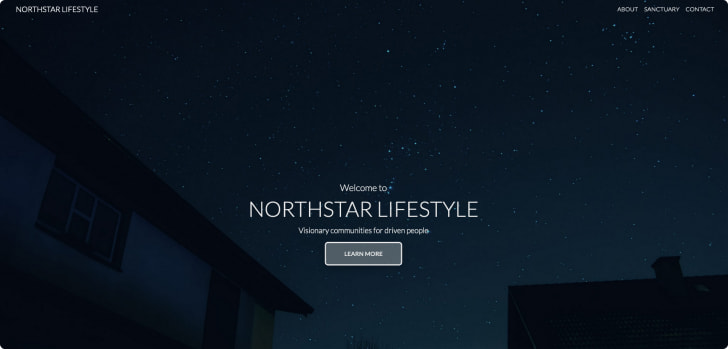 NORTHSTAR LIFESTYLE
ABOUT SANCTUARY CONTACT
Welcome to
NORTHSTAR LIFESTYLE
Visionary communities for driven people.
LEARN MORE